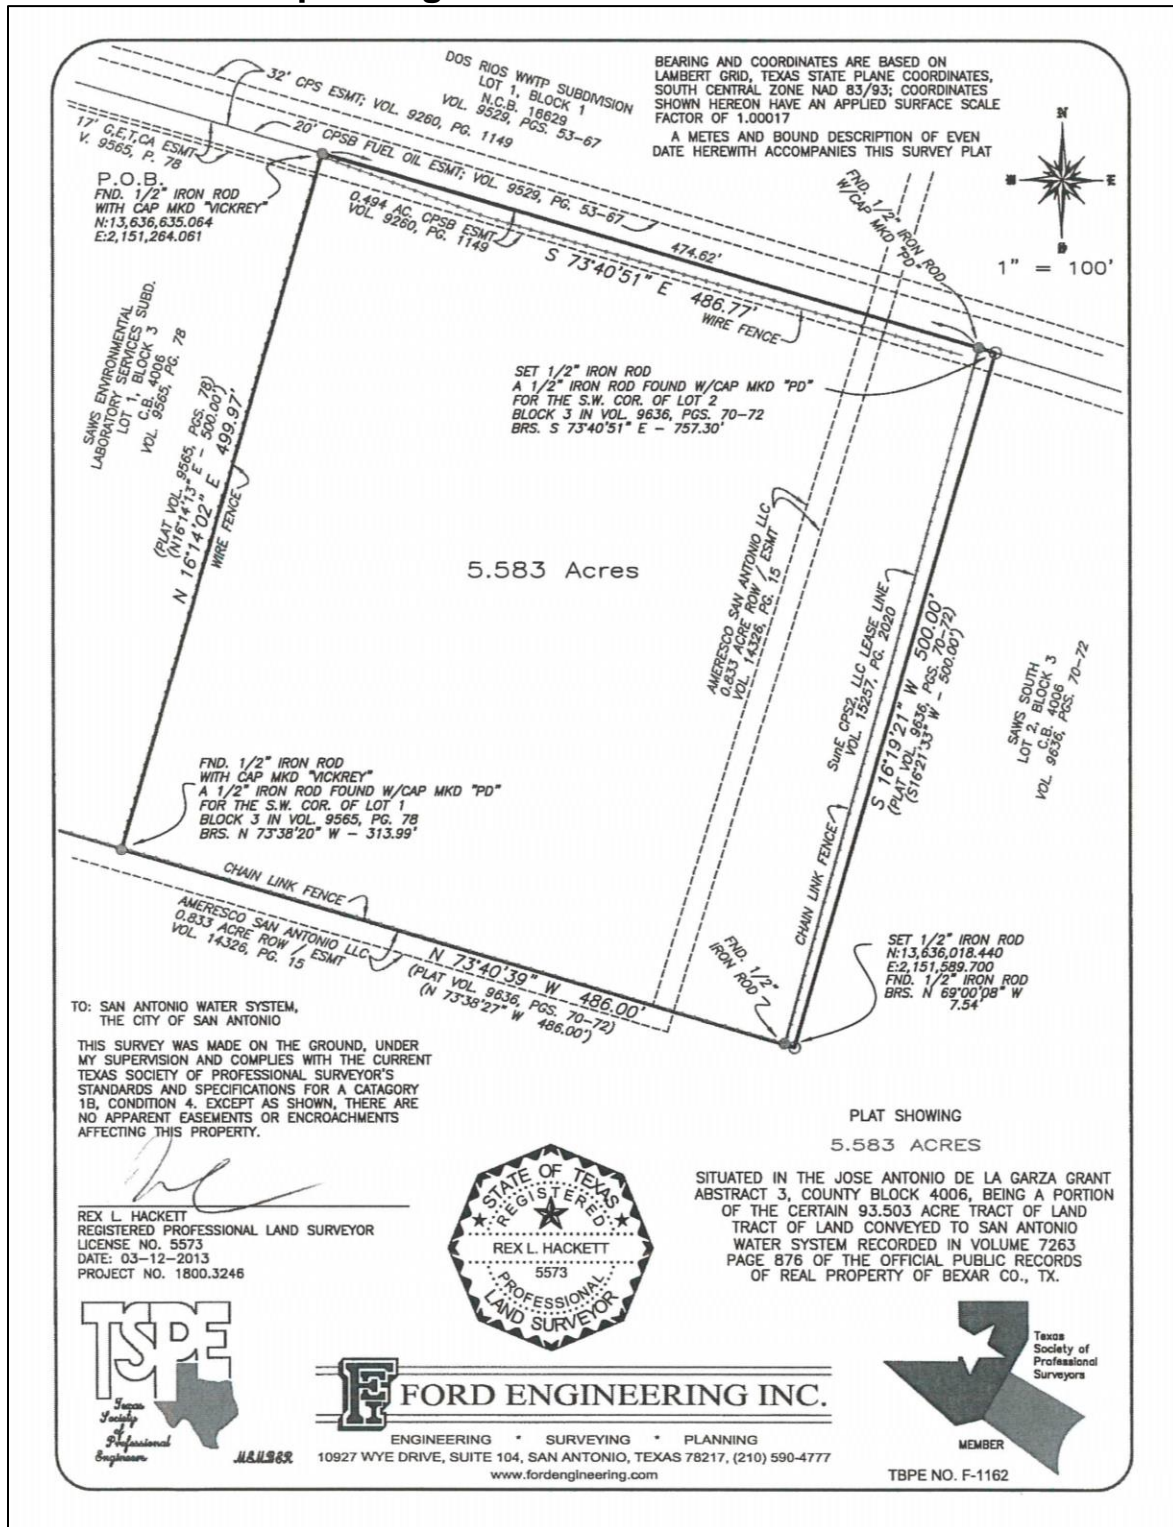 32' CPS ESMT; VOL. 9260, PG. 1149
DOS RIOS WWTP SUBDIVISION
LOT 1, BLOCK 1
N.C.B. 16629
VOL. 9529, PGS. 53-67
BEARING AND COORDINATES ARE BASED ON
LAMBERT GRID, TEXAS STATE PLANE COORDINATES,
SOUTH CENTRAL ZONE NAD 83/93; COORDINATES
SHOWN HEREON HAVE AN APPLIED SURFACE SCALE
FACTOR OF 1.00017
A METES AND BOUND DESCRIPTION OF EVEN
DATE HEREWITH ACCOMPANIES THIS SURVEY PLAT
N
E
1" = 100'
17' G,E,T,CA ESMT
V. 9565, P. 78
20' CPSB FUEL OIL ESMT; VOL. 9529, PG. 53-67
P.O.B.
FND. 1/2" IRON ROD
WITH CAP MKD "VICKREY"
N:13,636,635.064
E:2,151,264.061
0.494 AC. CPSB ESMT
VOL. 9260, PG. 1149
474.62'
S 73°40'51" E 486.77'
WIRE FENCE
FND. 1/2" IRON ROD
W/CAP MKD "PD"
SET 1/2" IRON ROD
A 1/2" IRON ROD FOUND W/CAP MKD "PD"
FOR THE S.W. COR. OF LOT 2
BLOCK 3 IN VOL. 9636, PGS. 70-72
BRS. S 73°40'51" E - 757.30'
SAWS ENVIRONMENTAL
LABORATORY SERVICES SUBD.
LOT 1, BLOCK 3
C.B. 4006
VOL. 9565, PG. 78
(PLAT VOL. 9565, PGS. 78)
(N16°14'13" E - 500.00')
N 16°14'02" E 499.97'
WIRE FENCE
5.583 Acres
AMERESCO SAN ANTONIO LLC
0.833 ACRE ROW / ESMT
VOL. 14326, PG. 15
SunE CPS2, LLC LEASE LINE
VOL. 15257, PG. 2020
S 16°19'21" W 500.00'
(PLAT VOL. 9636, PGS. 70-72)
(S16°21'33" W - 500.00')
CHAIN LINK FENCE
SAWS SOUTH
LOT 2, BLOCK 3
C.B. 4006
VOL. 9636, PGS. 70-72
FND. 1/2" IRON ROD
WITH CAP MKD "VICKREY"
A 1/2" IRON ROD FOUND W/CAP MKD "PD"
FOR THE S.W. COR. OF LOT 1
BLOCK 3 IN VOL. 9565, PG. 78
BRS. N 73°38'20" W - 313.99'
CHAIN LINK FENCE
AMERESCO SAN ANTONIO LLC
0.833 ACRE ROW / ESMT
VOL. 14326, PG. 15
N 73°40'39" W 486.00'
(PLAT VOL. 9636, PGS. 70-72)
(N 73°38'27" W 486.00')
FND. 1/2"
IRON ROD
SET 1/2" IRON ROD
N:13,636,018.440
E:2,151,589.700
FND. 1/2" IRON ROD
BRS. N 69°00'08" W
7.54'
TO: SAN ANTONIO WATER SYSTEM,
THE CITY OF SAN ANTONIO
THIS SURVEY WAS MADE ON THE GROUND, UNDER
MY SUPERVISION AND COMPLIES WITH THE CURRENT
TEXAS SOCIETY OF PROFESSIONAL SURVEYOR'S
STANDARDS AND SPECIFICATIONS FOR A CATAGORY
1B, CONDITION 4. EXCEPT AS SHOWN, THERE ARE
NO APPARENT EASEMENTS OR ENCROACHMENTS
AFFECTING THIS PROPERTY.
REX L. HACKETT
REGISTERED PROFESSIONAL LAND SURVEYOR
LICENSE NO. 5573
DATE: 03-12-2013
PROJECT NO. 1800.3246
STATE OF TEXAS
REGISTERED
REX L. HACKETT
5573
PROFESSIONAL
LAND SURVEYOR
PLAT SHOWING
5.583 ACRES
SITUATED IN THE JOSE ANTONIO DE LA GARZA GRANT
ABSTRACT 3, COUNTY BLOCK 4006, BEING A PORTION
OF THE CERTAIN 93.503 ACRE TRACT OF LAND
TRACT OF LAND CONVEYED TO SAN ANTONIO
WATER SYSTEM RECORDED IN VOLUME 7263
PAGE 876 OF THE OFFICIAL PUBLIC RECORDS
OF REAL PROPERTY OF BEXAR CO., TX.
TSPE
Texas
Society
of
Professional
Engineers
MEMBER
FEI
FORD ENGINEERING INC.
ENGINEERING * SURVEYING * PLANNING
10927 WYE DRIVE, SUITE 104, SAN ANTONIO, TEXAS 78217, (210) 590-4777
www.fordengineering.com
Texas
Society of
Professional
Surveyors
MEMBER
TBPE NO. F-1162